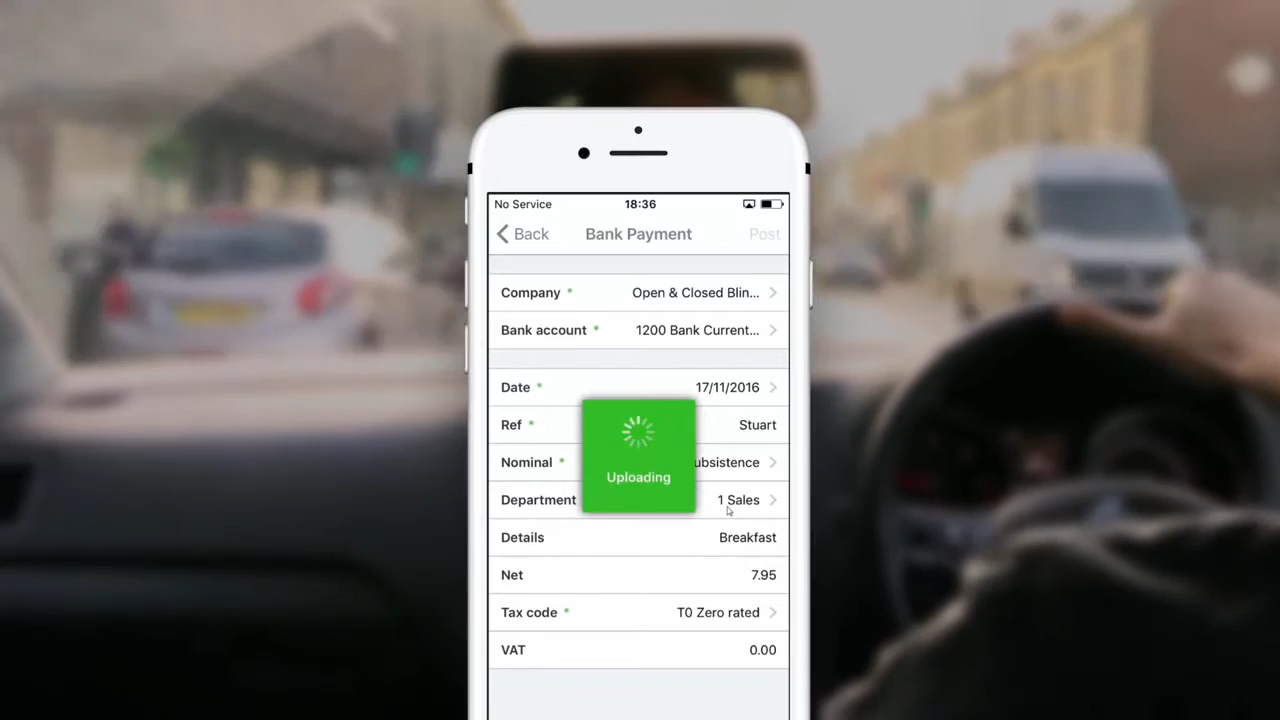 No Service 18:36
Back Bank Payment Post
Company * Open & Closed Blin...
Bank account * 1200 Bank Current...
Date * 17/11/2016
Ref * Stuart
Nominal * ubsistence
Department 1 Sales
Uploading
Details Breakfast
Net 7.95
Tax code * T0 Zero rated
VAT 0.00